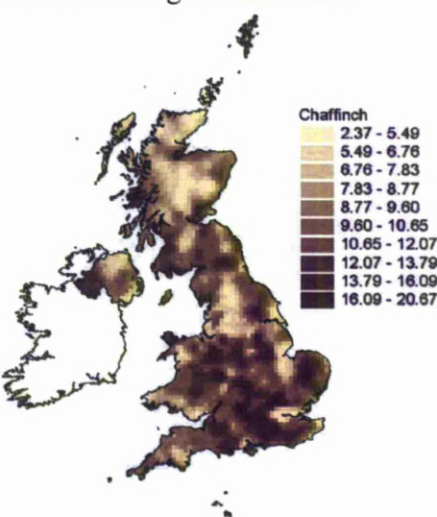 Chaffinch
2.37 - 5.49
5.49 - 6.76
6.76 - 7.83
7.83 - 8.77
8.77 - 9.60
9.60 - 10.65
10.65 - 12.07
12.07 - 13.79
13.79 - 16.09
16.09 - 20.67